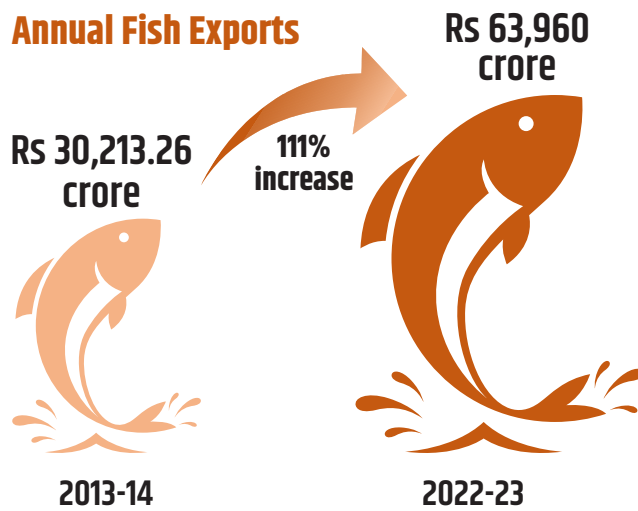 Annual Fish Exports
Rs 30,213.26
crore
111%
increase
Rs 63,960
crore
2013-14
2022-23